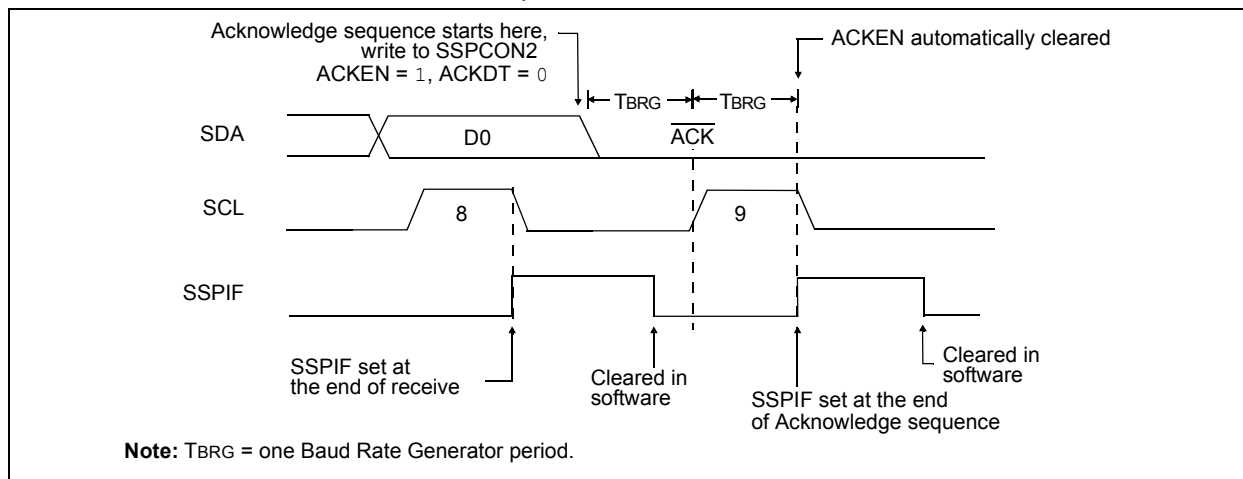 Acknowledge sequence starts here,
write to SSPCON2
ACKEN = 1, ACKDT = 0
ACKEN automatically cleared
TBRG
TBRG
SDA
D0
ACK
SCL
8
9
SSPIF
SSPIF set at
the end of receive
Cleared in
software
SSPIF set at the end
of Acknowledge sequence
Cleared in
software
Note: TBRG = one Baud Rate Generator period.